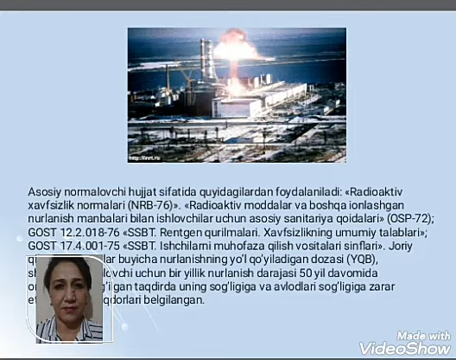 http://lavri.ru
Asosiy normalovchi hujjat sifatida quyidagilardan foydalaniladi: «Radioaktiv
xavfsizlik normalari (NRB-76)». «Radioaktiv moddalar va boshqa ionlashgan
nurlanish manbalari bilan ishlovchilar uchun asosiy sanitariya qoidalari» (OSP-72);
GOST 12.2.018-76 «SSBT. Rentgen qurilmalari. Xavfsizlikning umumiy talablari»;
GOST 17.4.001-75 «SSBT. Ishchilarni muhofaza qilish vositalari sinflari». Joriy
lar buyicha nurlanishning yo'l qo'yiladigan dozasi (YQB),
lovchi uchun bir yillik nurlanish darajasi 50 yil davomida
g'ilgan taqdirda uning sog'ligiga va avlodlari sog'ligiga zarar
qdorlari belgilangan.
Made with
VideoShow